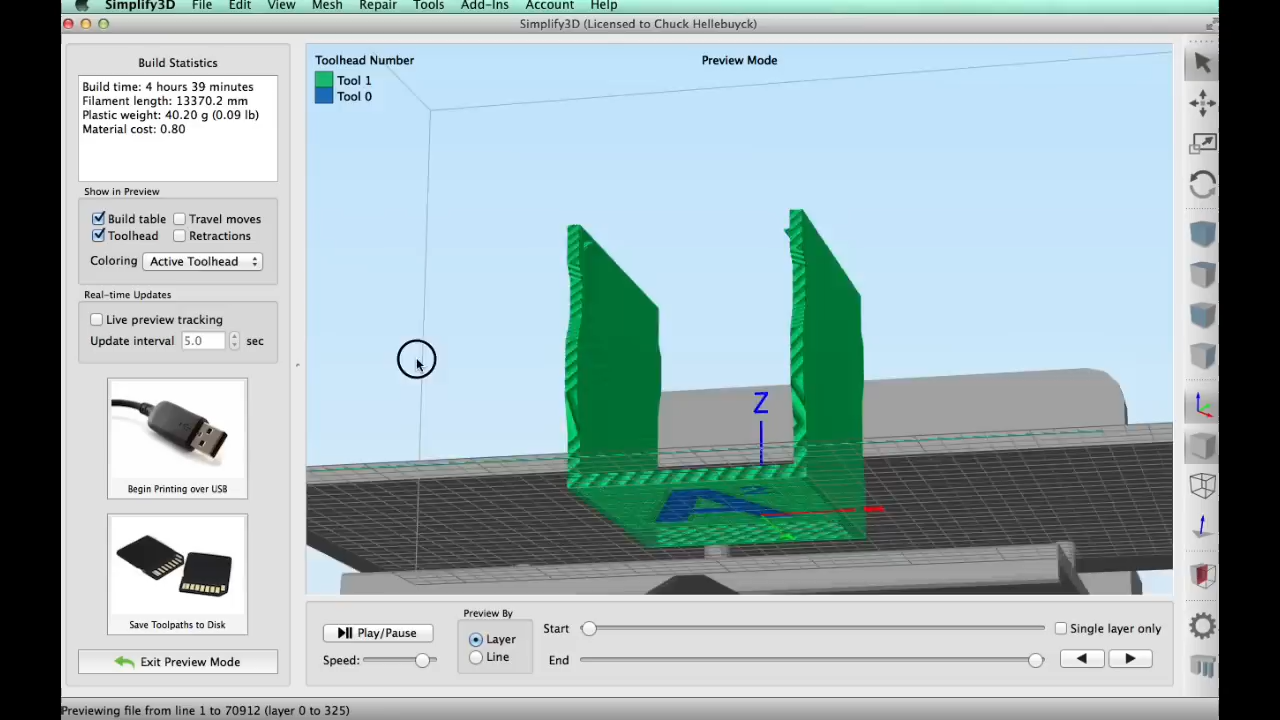 Simplify3D File Edit View Mesh Repair Tools Add-Ins Account Help
Simplify3D (Licensed to Chuck Hellebuyck)
Build Statistics
Build time: 4 hours 39 minutes
Filament length: 13370.2 mm
Plastic weight: 40.20 g (0.09 lb)
Material cost: 0.80
Show in Preview
Build table Travel moves
Toolhead Retractions
Coloring Active Toolhead
Real-time Updates
Live preview tracking
Update interval 5.0 sec
Begin Printing over USB
Save Toolpaths to Disk
Exit Preview Mode
Toolhead Number
Tool 1
Tool 0
Preview Mode
Z
A
Play/Pause
Speed:
Preview By
Layer
Line
Start
End
Single layer only
Previewing file from line 1 to 70912 (layer 0 to 325)